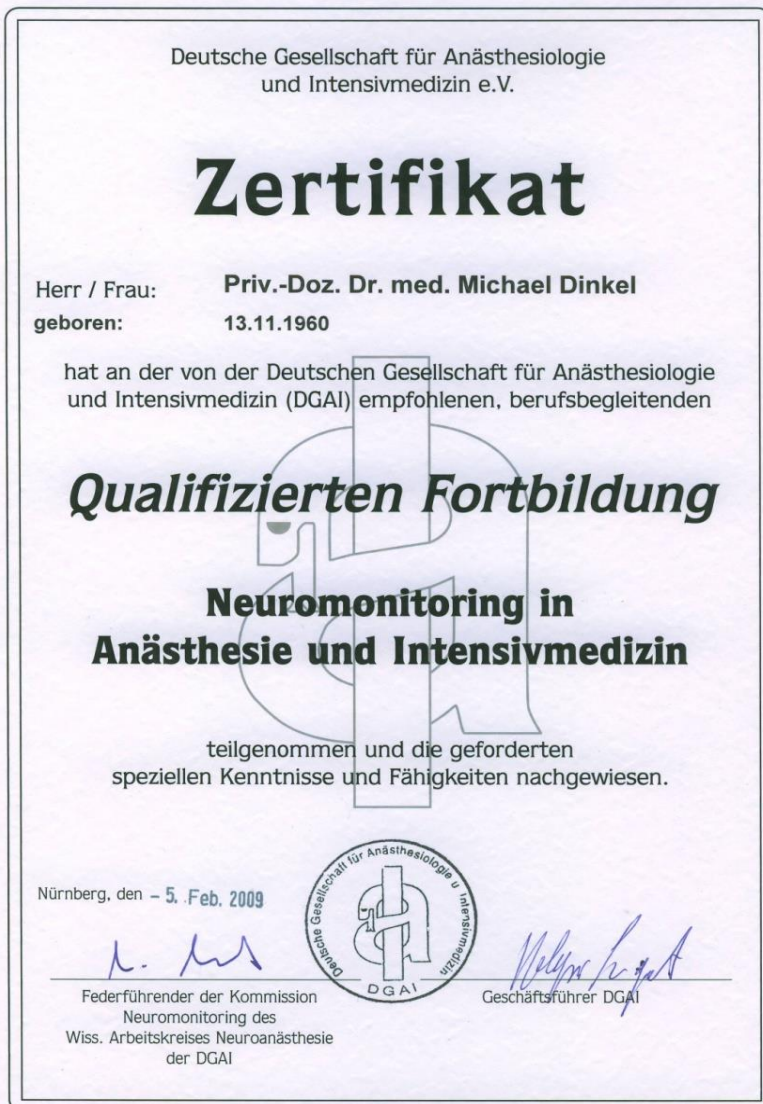 Deutsche Gesellschaft für Anästhesiologie
und Intensivmedizin e.V.
Zertifikat
Herr / Frau: Priv.-Doz. Dr. med. Michael Dinkel
geboren: 13.11.1960
hat an der von der Deutschen Gesellschaft für Anästhesiologie
und Intensivmedizin (DGAI) empfohlenen, berufsbegleitenden
Qualifizierten Fortbildung
Neuromonitoring in
Anästhesie und Intensivmedizin
teilgenommen und die geforderten
speziellen Kenntnisse und Fähigkeiten nachgewiesen.
Nürnberg, den - 5. Feb. 2009
Deutsche Gesellschaft für Anästhesiologie u Intensivmedizin
DGAI
Federführender der Kommission
Neuromonitoring des
Wiss. Arbeitskreises Neuroanästhesie
der DGAI
Geschäftsführer DGAI